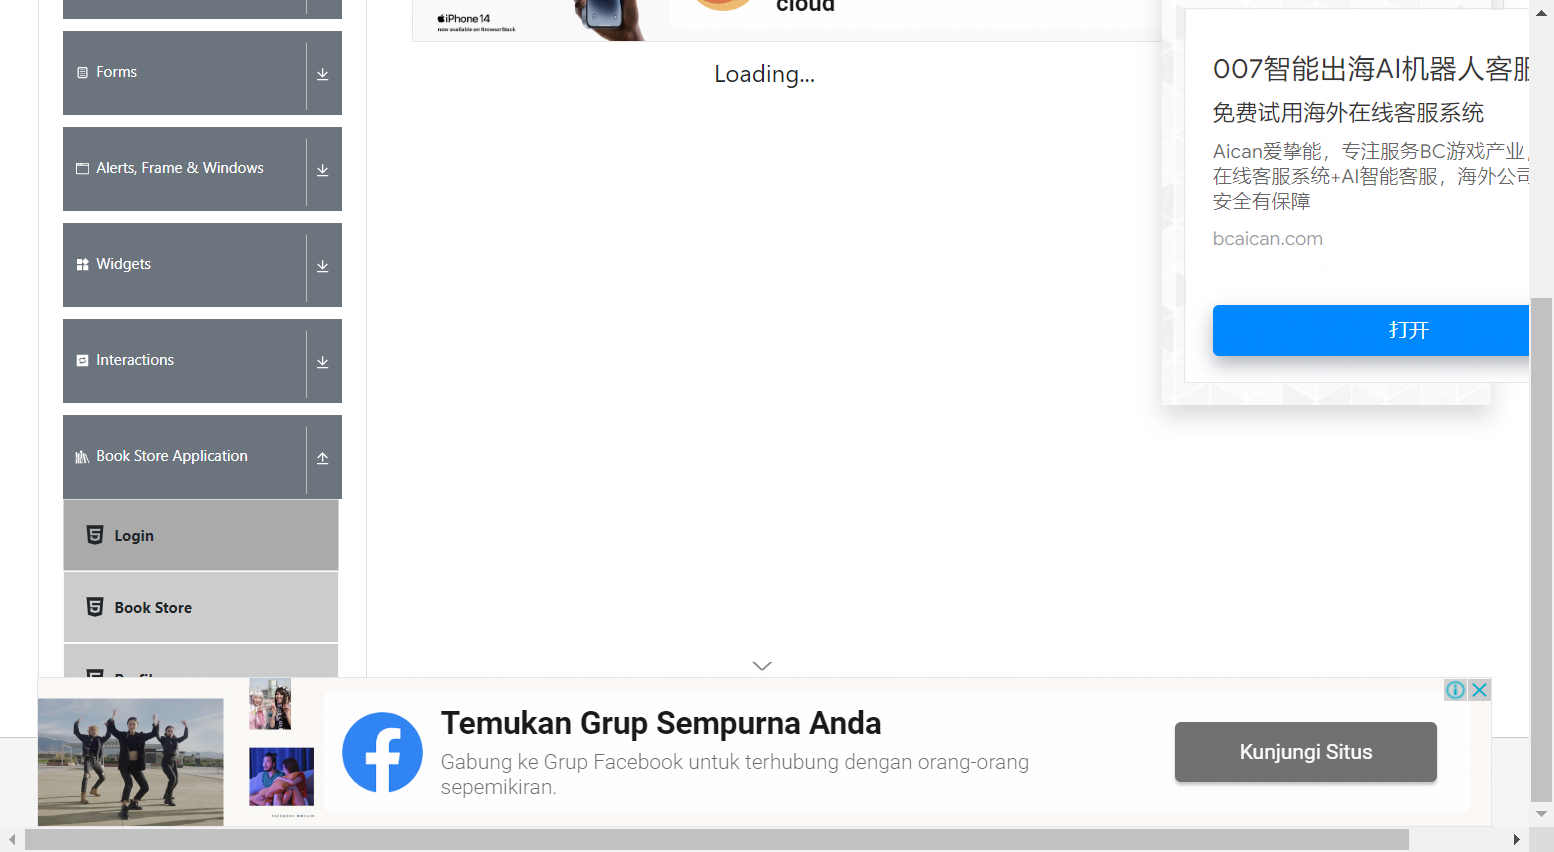 iPhone 14
now available on BrowserStack
cloud
Loading...
Forms
Alerts, Frame & Windows
Widgets
Interactions
Book Store Application
Login
Book Store
007智能出海AI机器人客服
免费试用海外在线客服系统
Aican爱挚能，专注服务BC游戏产业，
在线客服系统+AI智能客服，海外公司
安全有保障
bcaican.com
打开
Temukan Grup Sempurna Anda
Gabung ke Grup Facebook untuk terhubung dengan orang-orang
sepemikiran.
Kunjungi Situs